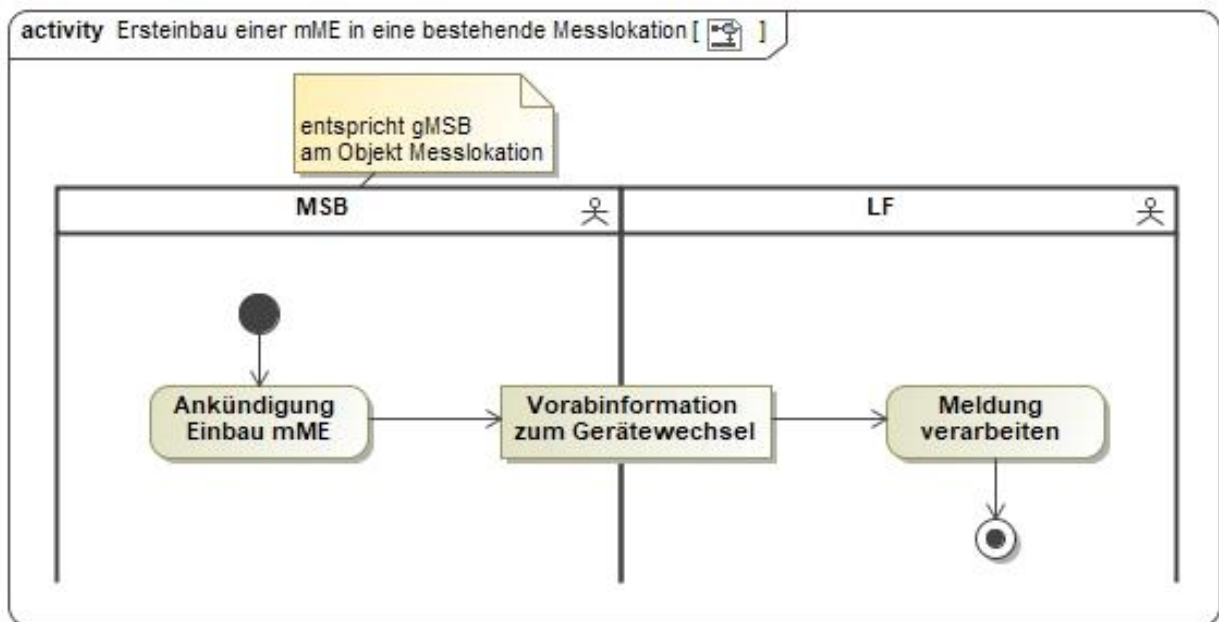 activity Ersteinbau einer mME in eine bestehende Messlokation [ ]
entspricht gMSB
am Objekt Messlokation
MSB
LF
Ankündigung
Einbau mME
Vorabinformation
zum Gerätewechsel
Meldung
verarbeiten